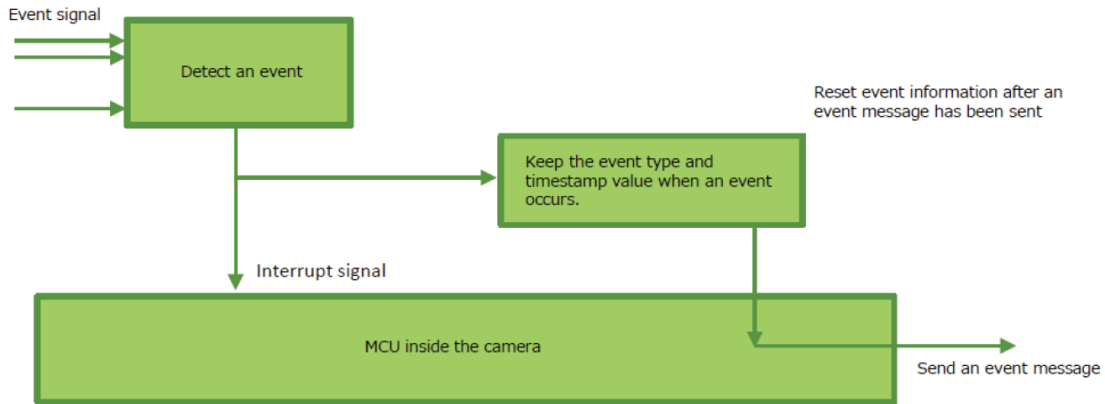 Event signal
Detect an event
Reset event information after an
event message has been sent
Keep the event type and
timestamp value when an event
occurs.
Interrupt signal
MCU inside the camera
Send an event message